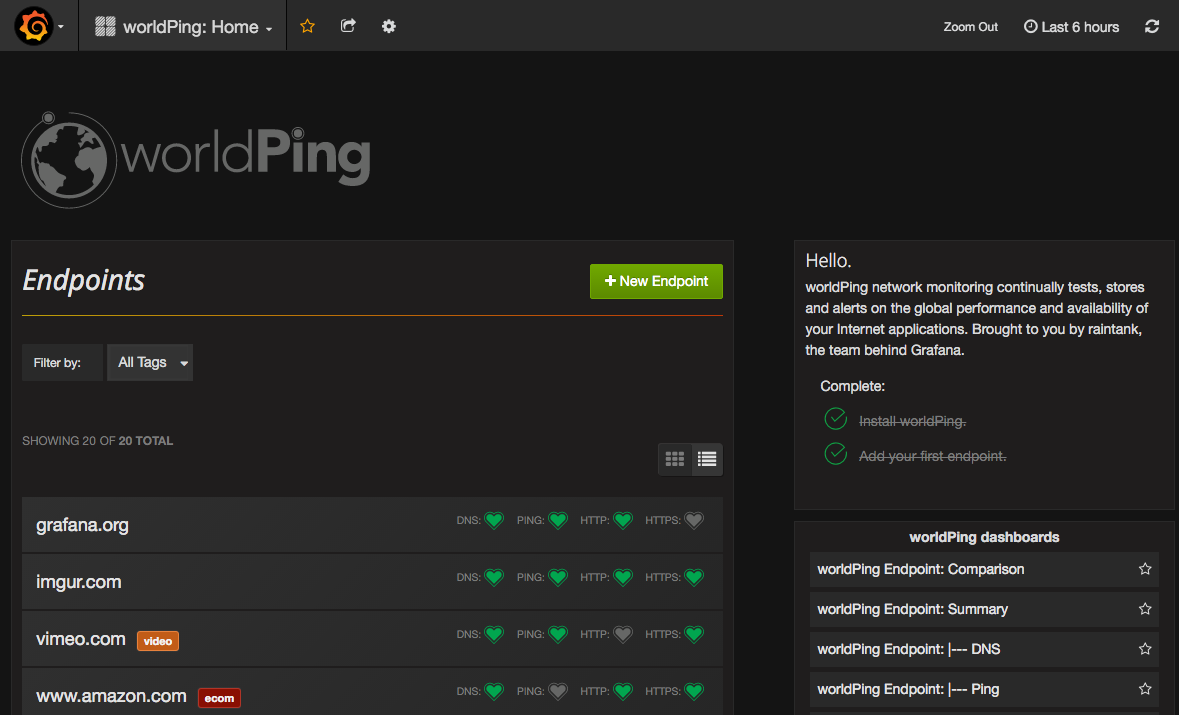 worldPing: Home
Zoom Out
Last 6 hours
worldPing
Endpoints
+ New Endpoint
Filter by:
All Tags
SHOWING 20 OF 20 TOTAL
grafana.org
DNS: PING: HTTP: HTTPS:
imgur.com
DNS: PING: HTTP: HTTPS:
vimeo.com video
DNS: PING: HTTP: HTTPS:
www.amazon.com ecom
DNS: PING: HTTP: HTTPS:
Hello.
worldPing network monitoring continually tests, stores
and alerts on the global performance and availability of
your Internet applications. Brought to you by raintank,
the team behind Grafana.
Complete:
Install worldPing.
Add your first endpoint.
worldPing dashboards
worldPing Endpoint: Comparison
worldPing Endpoint: Summary
worldPing Endpoint: |--- DNS
worldPing Endpoint: |--- Ping